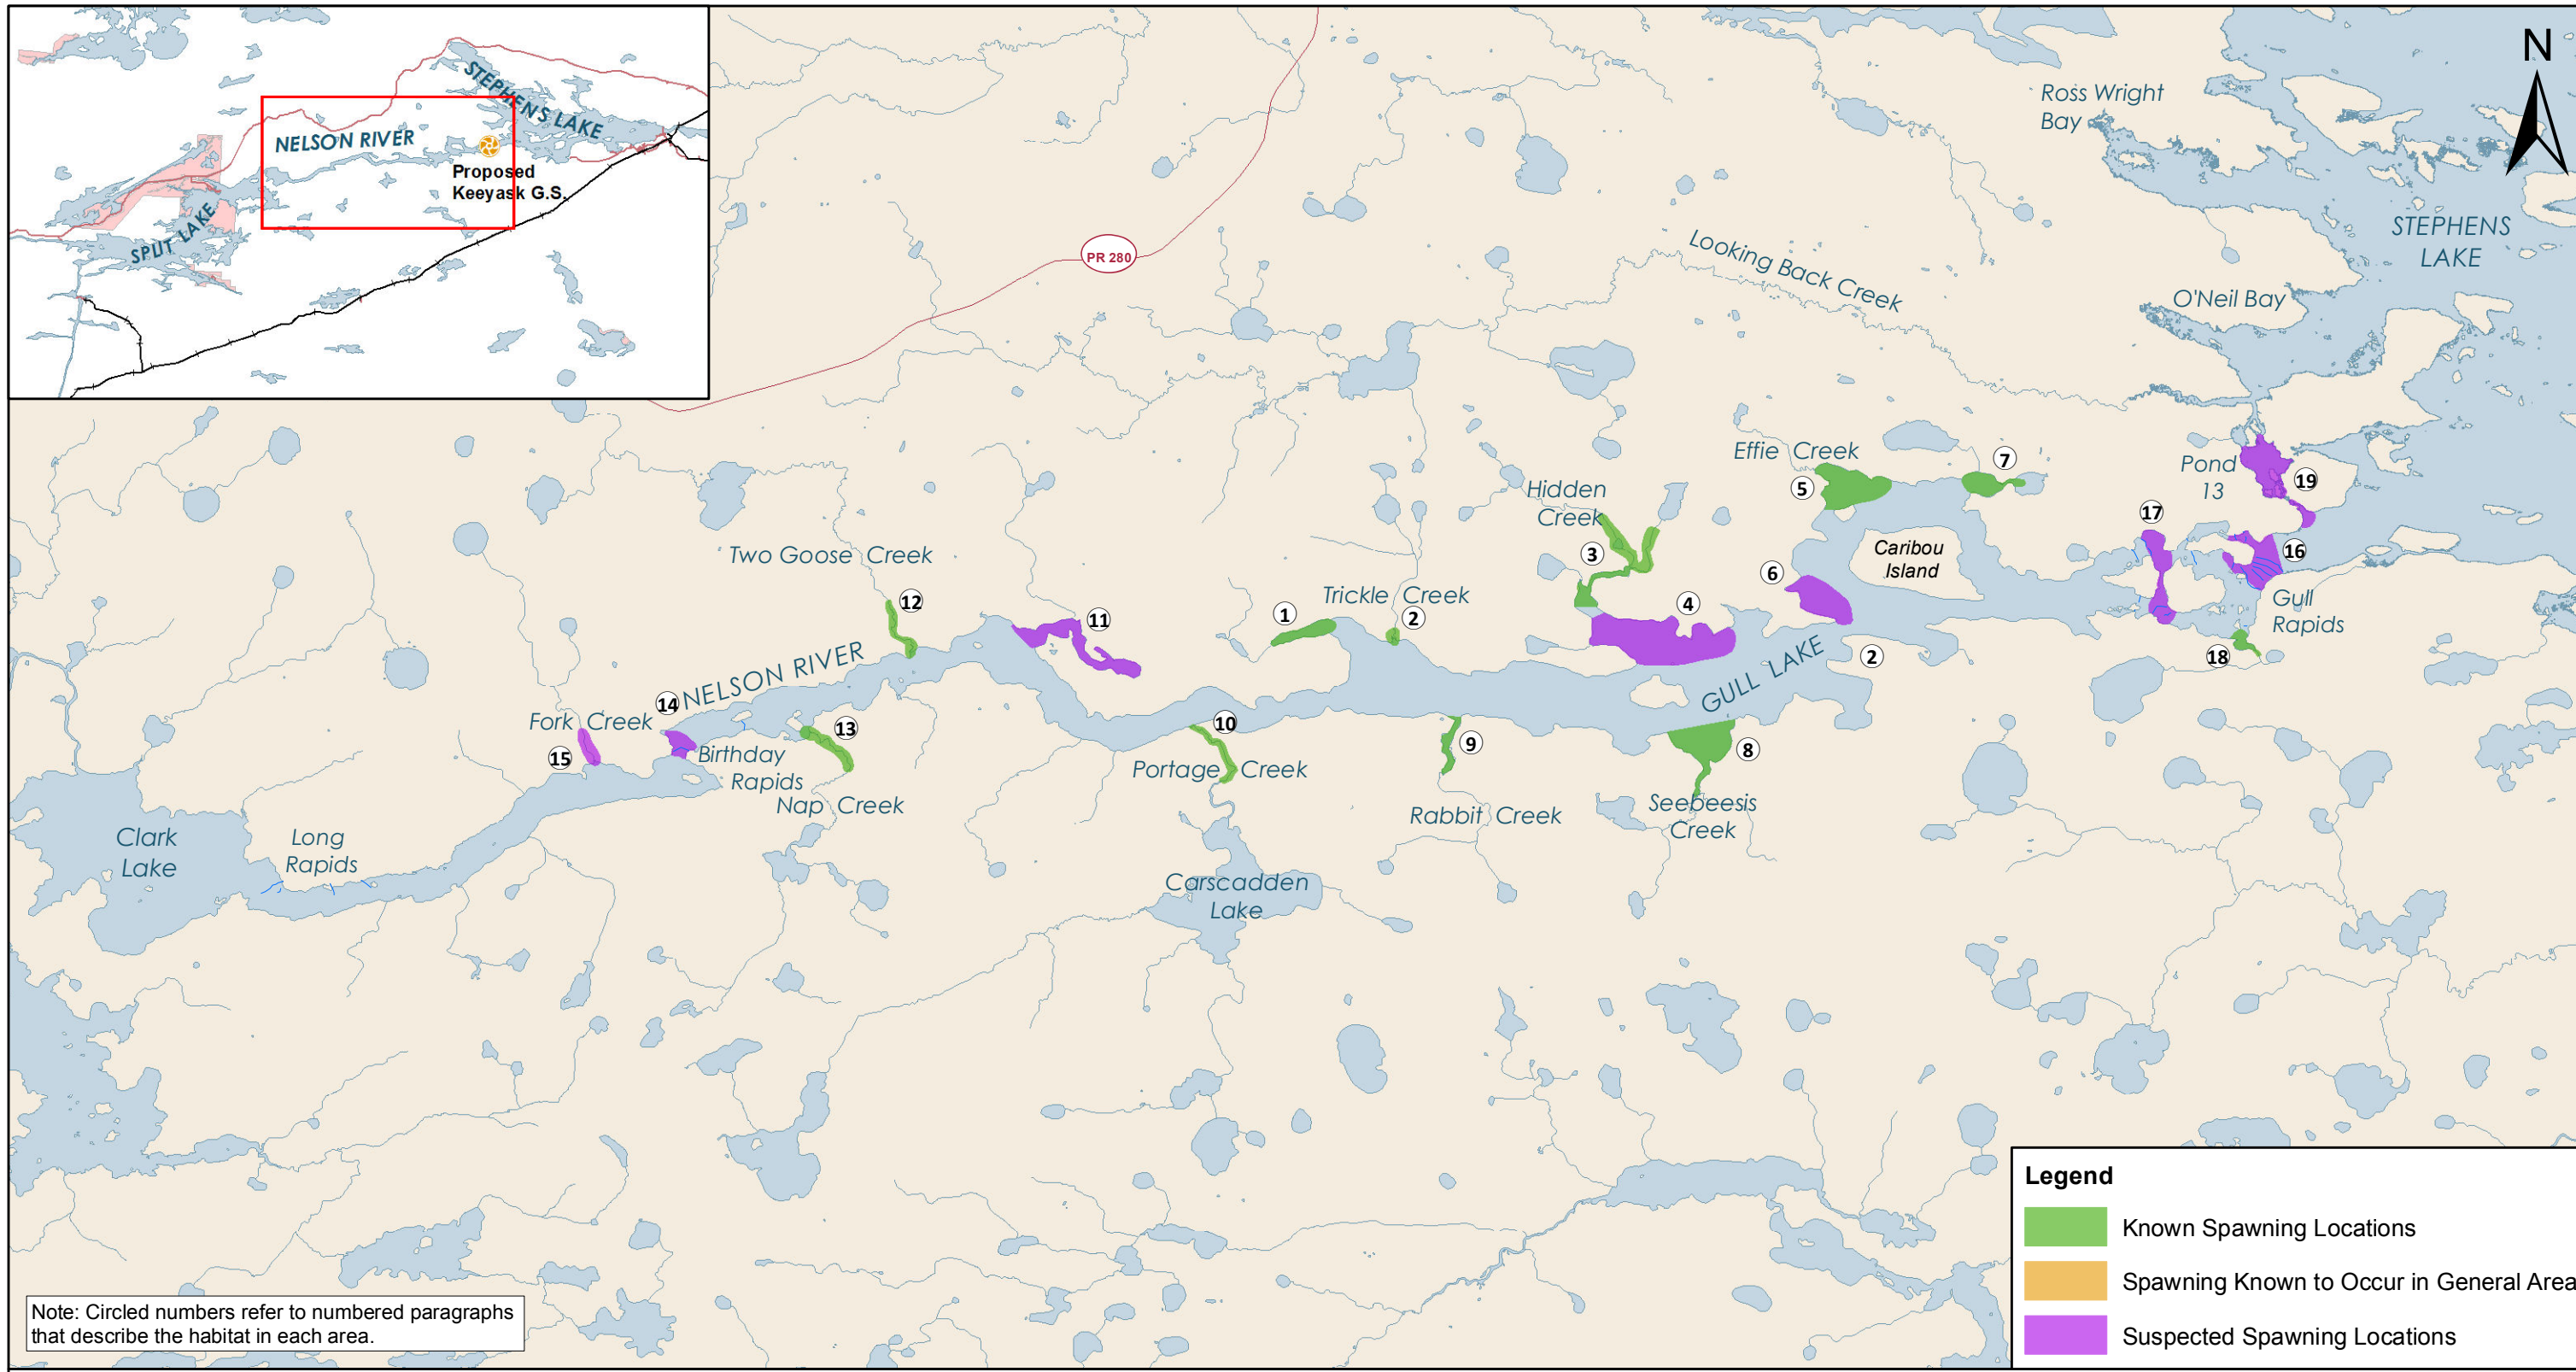 STEPHENS LAKE
NELSON RIVER
Proposed
Keeyask G.S.
SPLIT LAKE
N
Ross Wright
Bay
STEPHENS
LAKE
PR 280
Looking Back Creek
O'Neil Bay
Effie Creek
5
7
Pond
13
19
Hidden
Creek
3
17
16
Caribou
Island
Two Goose Creek
6
12
Trickle Creek
1
2
4
11
Gull
Rapids
18
2
GULL LAKE
NELSON RIVER
14
Fork Creek
15
Birthday
Rapids
13
10
9
8
Portage Creek
Nap Creek
Rabbit Creek
Seebeesis
Creek
Clark
Lake
Long
Rapids
Carscadden
Lake
Legend
Known Spawning Locations
Spawning Known to Occur in General Area
Suspected Spawning Locations
Note: Circled numbers refer to numbered paragraphs
that describe the habitat in each area.